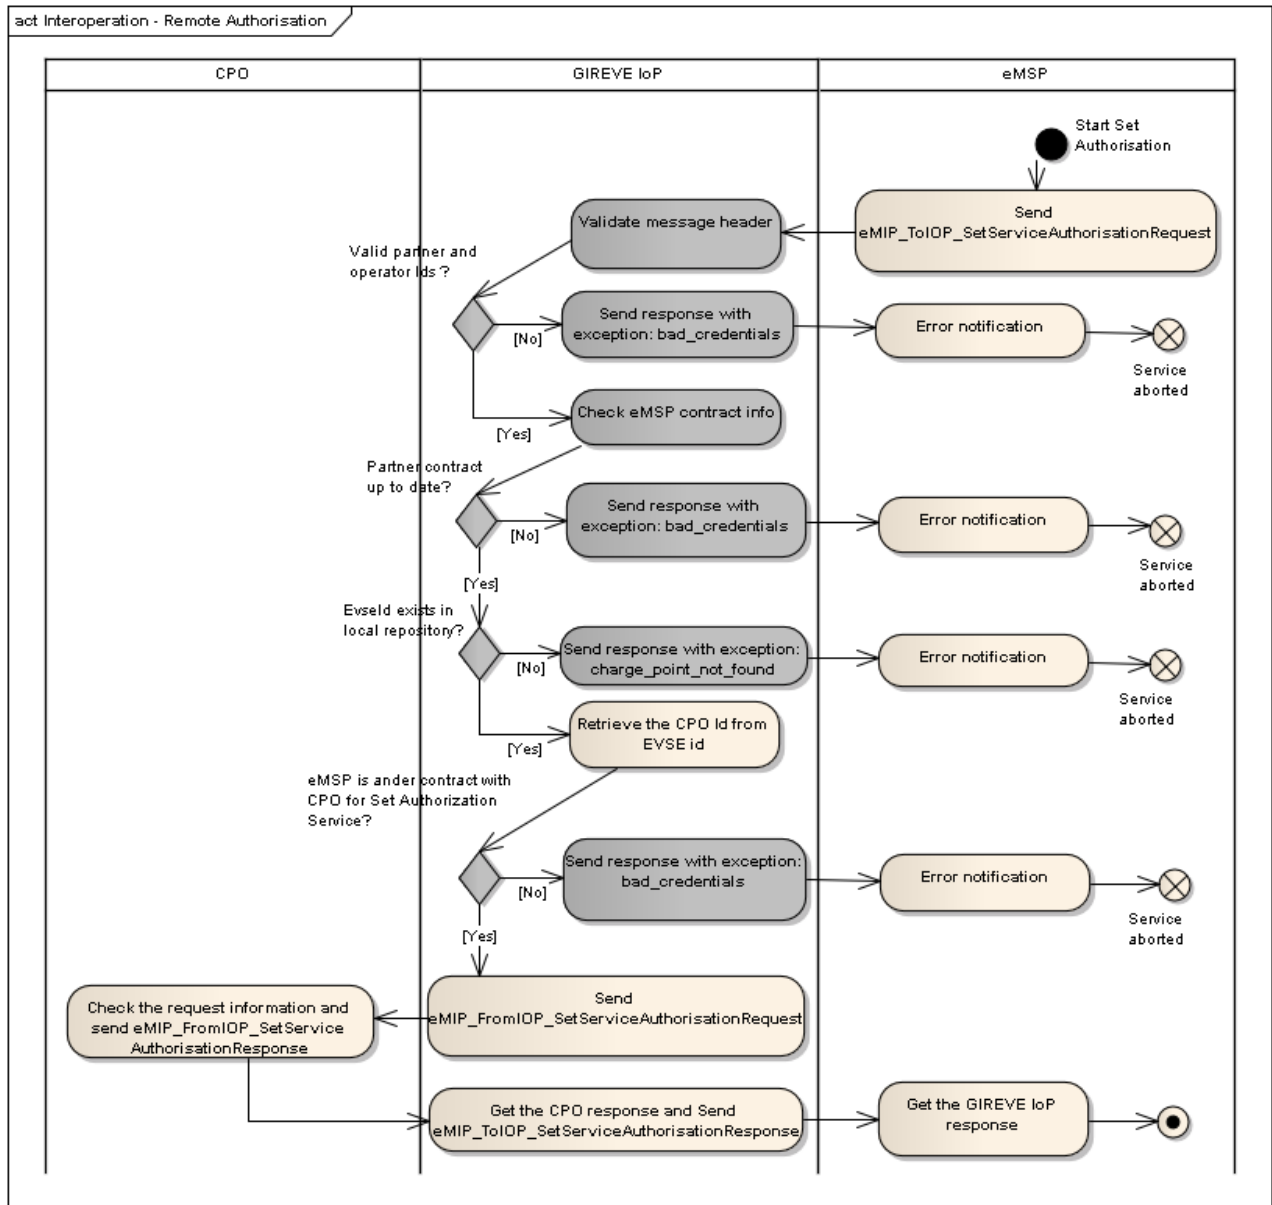 act Interoperation - Remote Authorisation
CPO
GIREVE IoP
eMSP
Start Set
Authorisation
Send
eMIP_ToIOP_SetServiceAuthorisationRequest
Validate message header
Valid partner and
operator Ids ?
Send response with
exception: bad_credentials
[No]
Error notification
Service
aborted
Check eMSP contract info
[Yes]
Partner contract
up to date?
Send response with
exception: bad_credentials
[No]
Error notification
Service
aborted
[Yes]
EvseId exists in
local repository?
Send response with exception:
charge_point_not_found
[No]
Error notification
Service
aborted
Retrieve the CPO Id from
EVSE id
[Yes]
eMSP is ander contract with
CPO for Set Authorization
Service?
Send response with exception:
bad_credentials
[No]
Error notification
Service
aborted
[Yes]
Send
eMIP_FromIOP_SetServiceAuthorisationRequest
Check the request information and
send eMIP_FromIOP_SetService
AuthorisationResponse
Get the CPO response and Send
eMIP_ToIOP_SetServiceAuthorisationResponse
Get the GIREVE IoP
response